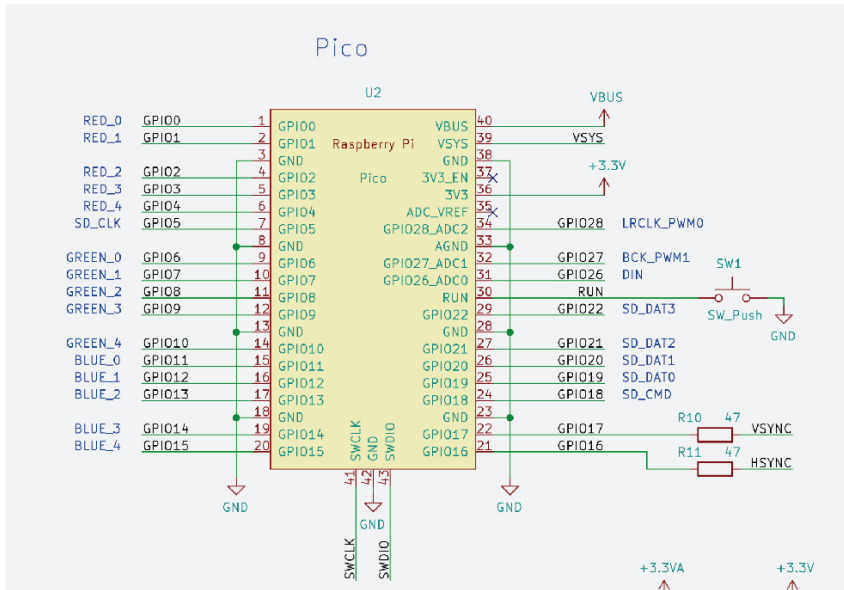 Pico
U2
VBUS
RED_0 GPIO0 1 GPIO0 VBUS 40
RED_1 GPIO1 2 GPIO1 Raspberry Pi VSYS 39 VSYS
3 GND GND 38
+3.3V
RED_2 GPIO2 4 GPIO2 Pico 3V3_EN 37
RED_3 GPIO3 5 GPIO3 3V3 36
RED_4 GPIO4 6 GPIO4 ADC_VREF 35
SD_CLK GPIO5 7 GPIO5 GPIO28_ADC2 34 GPIO28 LRCLK_PWM0
8 GND AGND 33
GREEN_0 GPIO6 9 GPIO6 GPIO27_ADC1 32 GPIO27 BCK_PWM1
SW1
GREEN_1 GPIO7 10 GPIO7 GPIO26_ADC0 31 GPIO26 DIN
GREEN_2 GPIO8 11 GPIO8 RUN 30 RUN
GREEN_3 GPIO9 12 GPIO9 GPIO22 29 GPIO22 SD_DAT3 SW_Push
13 GND GND 28
GND
GREEN_4 GPIO10 14 GPIO10 GPIO21 27 GPIO21 SD_DAT2
BLUE_0 GPIO11 15 GPIO11 GPIO20 26 GPIO20 SD_DAT1
BLUE_1 GPIO12 16 GPIO12 GPIO19 25 GPIO19 SD_DAT0
BLUE_2 GPIO13 17 GPIO13 GPIO18 24 GPIO18 SD_CMD
18 GND GND 23
R10 47
BLUE_3 GPIO14 19 GPIO14 GPIO17 22 GPIO17 VSYNC
BLUE_4 GPIO15 20 GPIO15 GPIO16 21 GPIO16
R11 47
HSYNC
SWCLK GND SWDIO
41 42 43
GND GND GND
SWCLK SWDIO
+3.3VA +3.3V